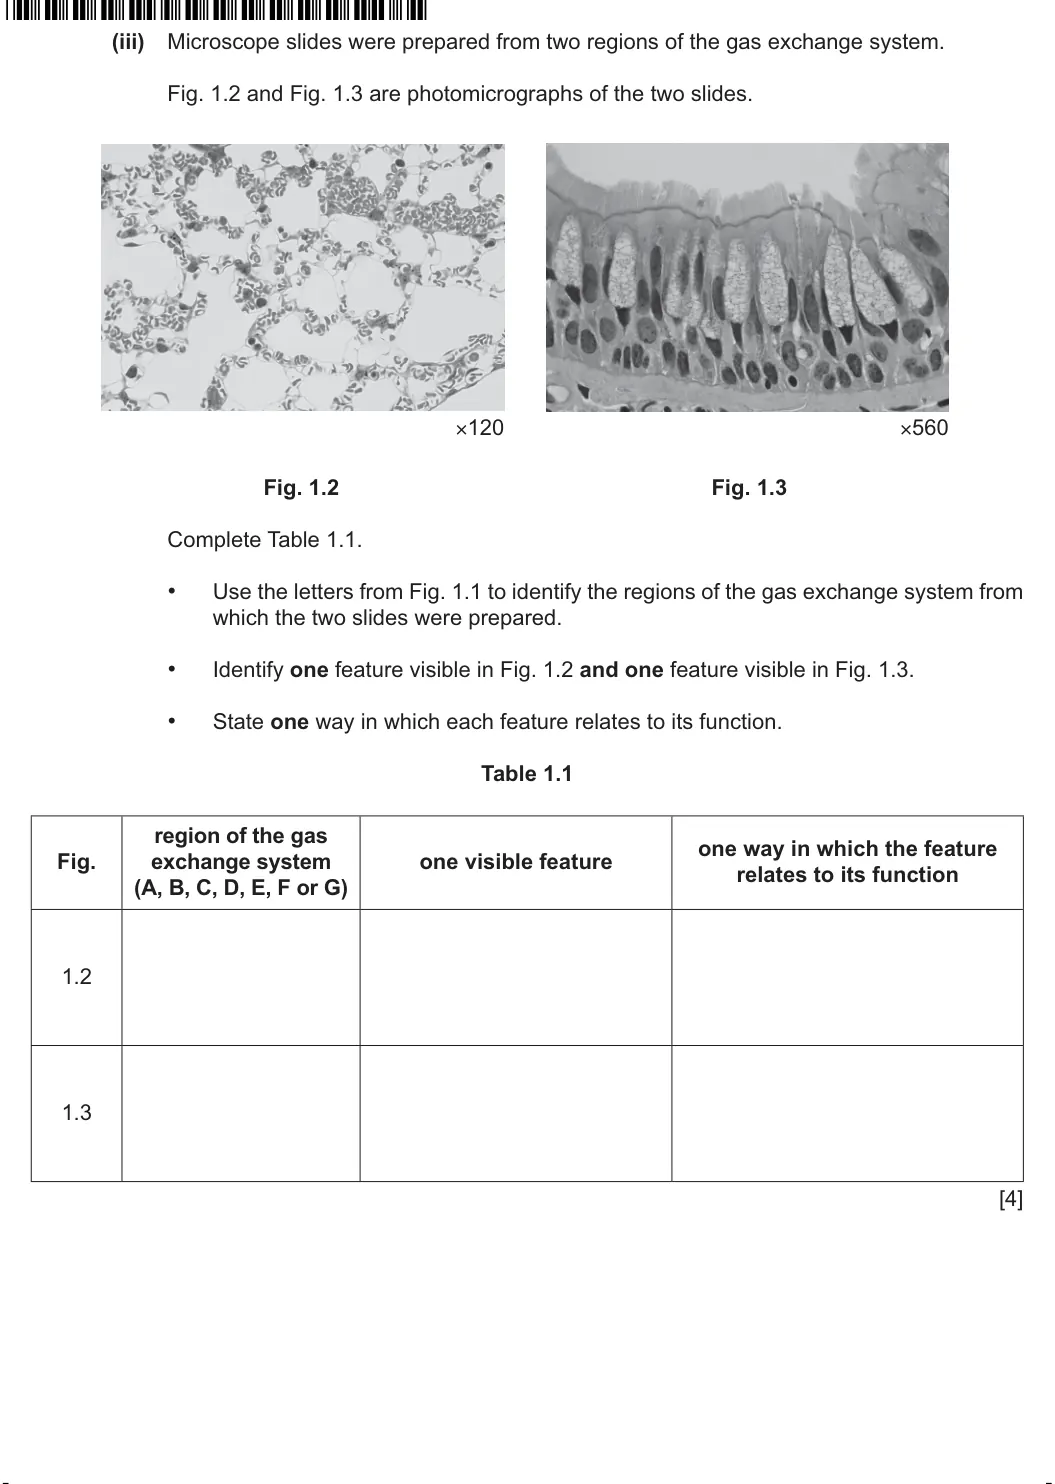 (iii) Microscope slides were prepared from two regions of the gas exchange system.
Fig. 1.2 and Fig. 1.3 are photomicrographs of the two slides.
×120
×560
Fig. 1.2
Fig. 1.3
Complete Table 1.1.
• Use the letters from Fig. 1.1 to identify the regions of the gas exchange system from
which the two slides were prepared.
• Identify one feature visible in Fig. 1.2 and one feature visible in Fig. 1.3.
• State one way in which each feature relates to its function.
Table 1.1
Fig.
region of the gas
exchange system
(A, B, C, D, E, F or G)
one visible feature
one way in which the feature
relates to its function
1.2
1.3
[4]